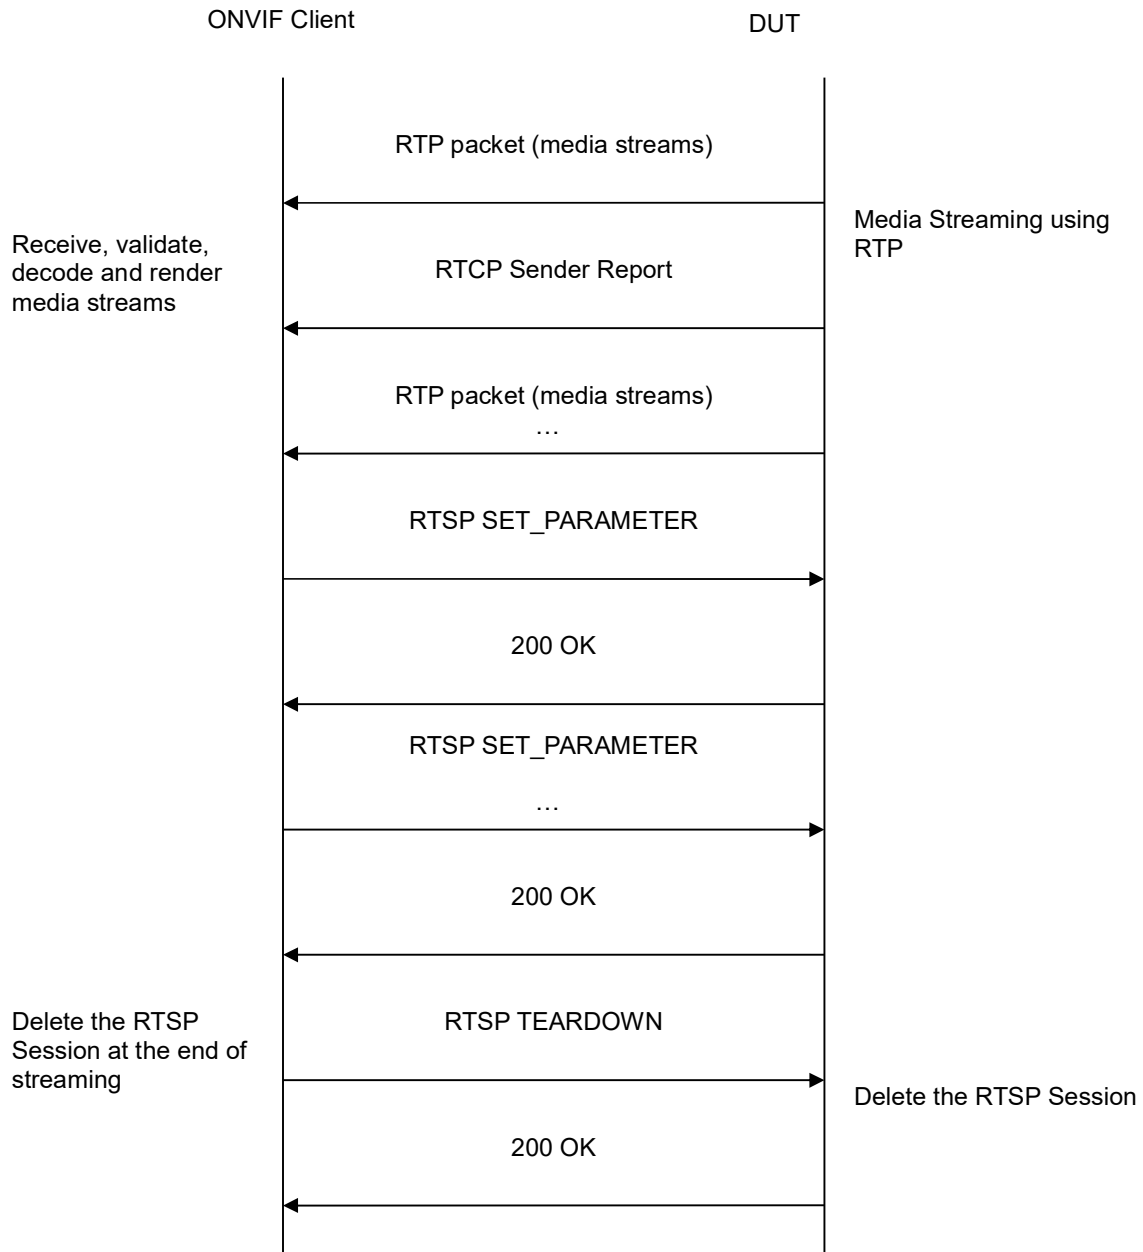 ONVIF Client
DUT
RTP packet (media streams)
Media Streaming using
RTP
Receive, validate,
decode and render
media streams
RTCP Sender Report
RTP packet (media streams)
…
RTSP SET_PARAMETER
200 OK
RTSP SET_PARAMETER
…
200 OK
Delete the RTSP
Session at the end of
streaming
RTSP TEARDOWN
Delete the RTSP Session
200 OK